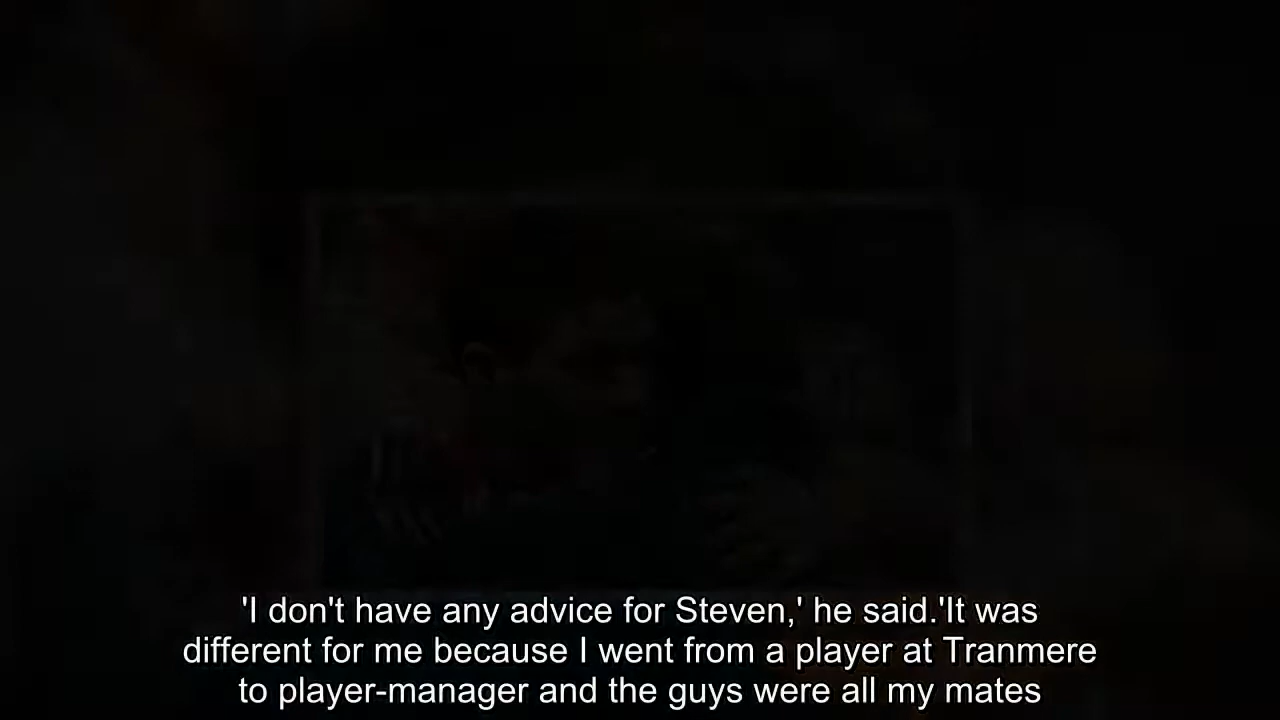 'I don't have any advice for Steven,' he said.'It was
different for me because I went from a player at Tranmere
to player-manager and the guys were all my mates